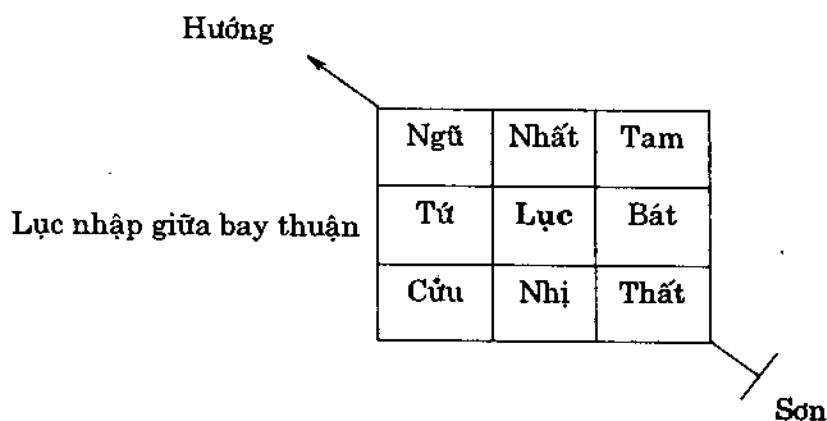 Hướng
Ngũ Nhất Tam
Lục nhập giữa bay thuận Tứ Lục Bát
Cửu Nhị Thất
Sơn